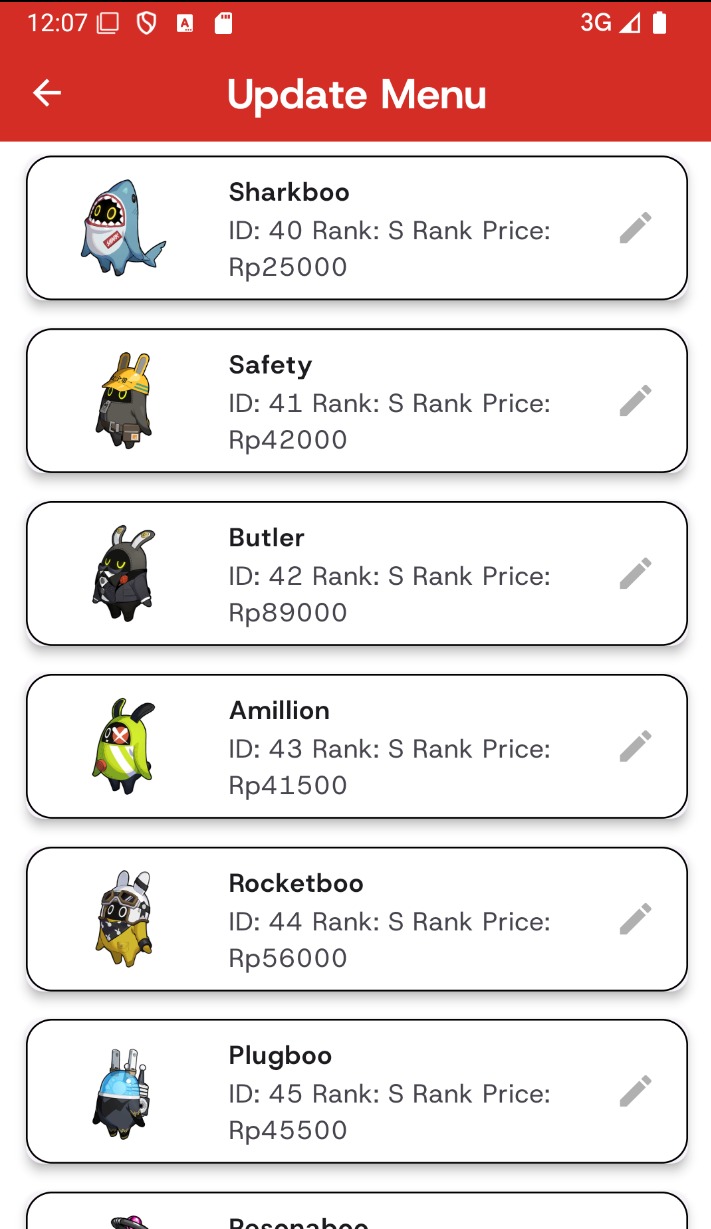 12:07 3G
Update Menu
Sharkboo
ID: 40 Rank: S Rank Price:
Rp25000
Safety
ID: 41 Rank: S Rank Price:
Rp42000
Butler
ID: 42 Rank: S Rank Price:
Rp89000
Amillion
ID: 43 Rank: S Rank Price:
Rp41500
Rocketboo
ID: 44 Rank: S Rank Price:
Rp56000
Plugboo
ID: 45 Rank: S Rank Price:
Rp45500
Resonaboo